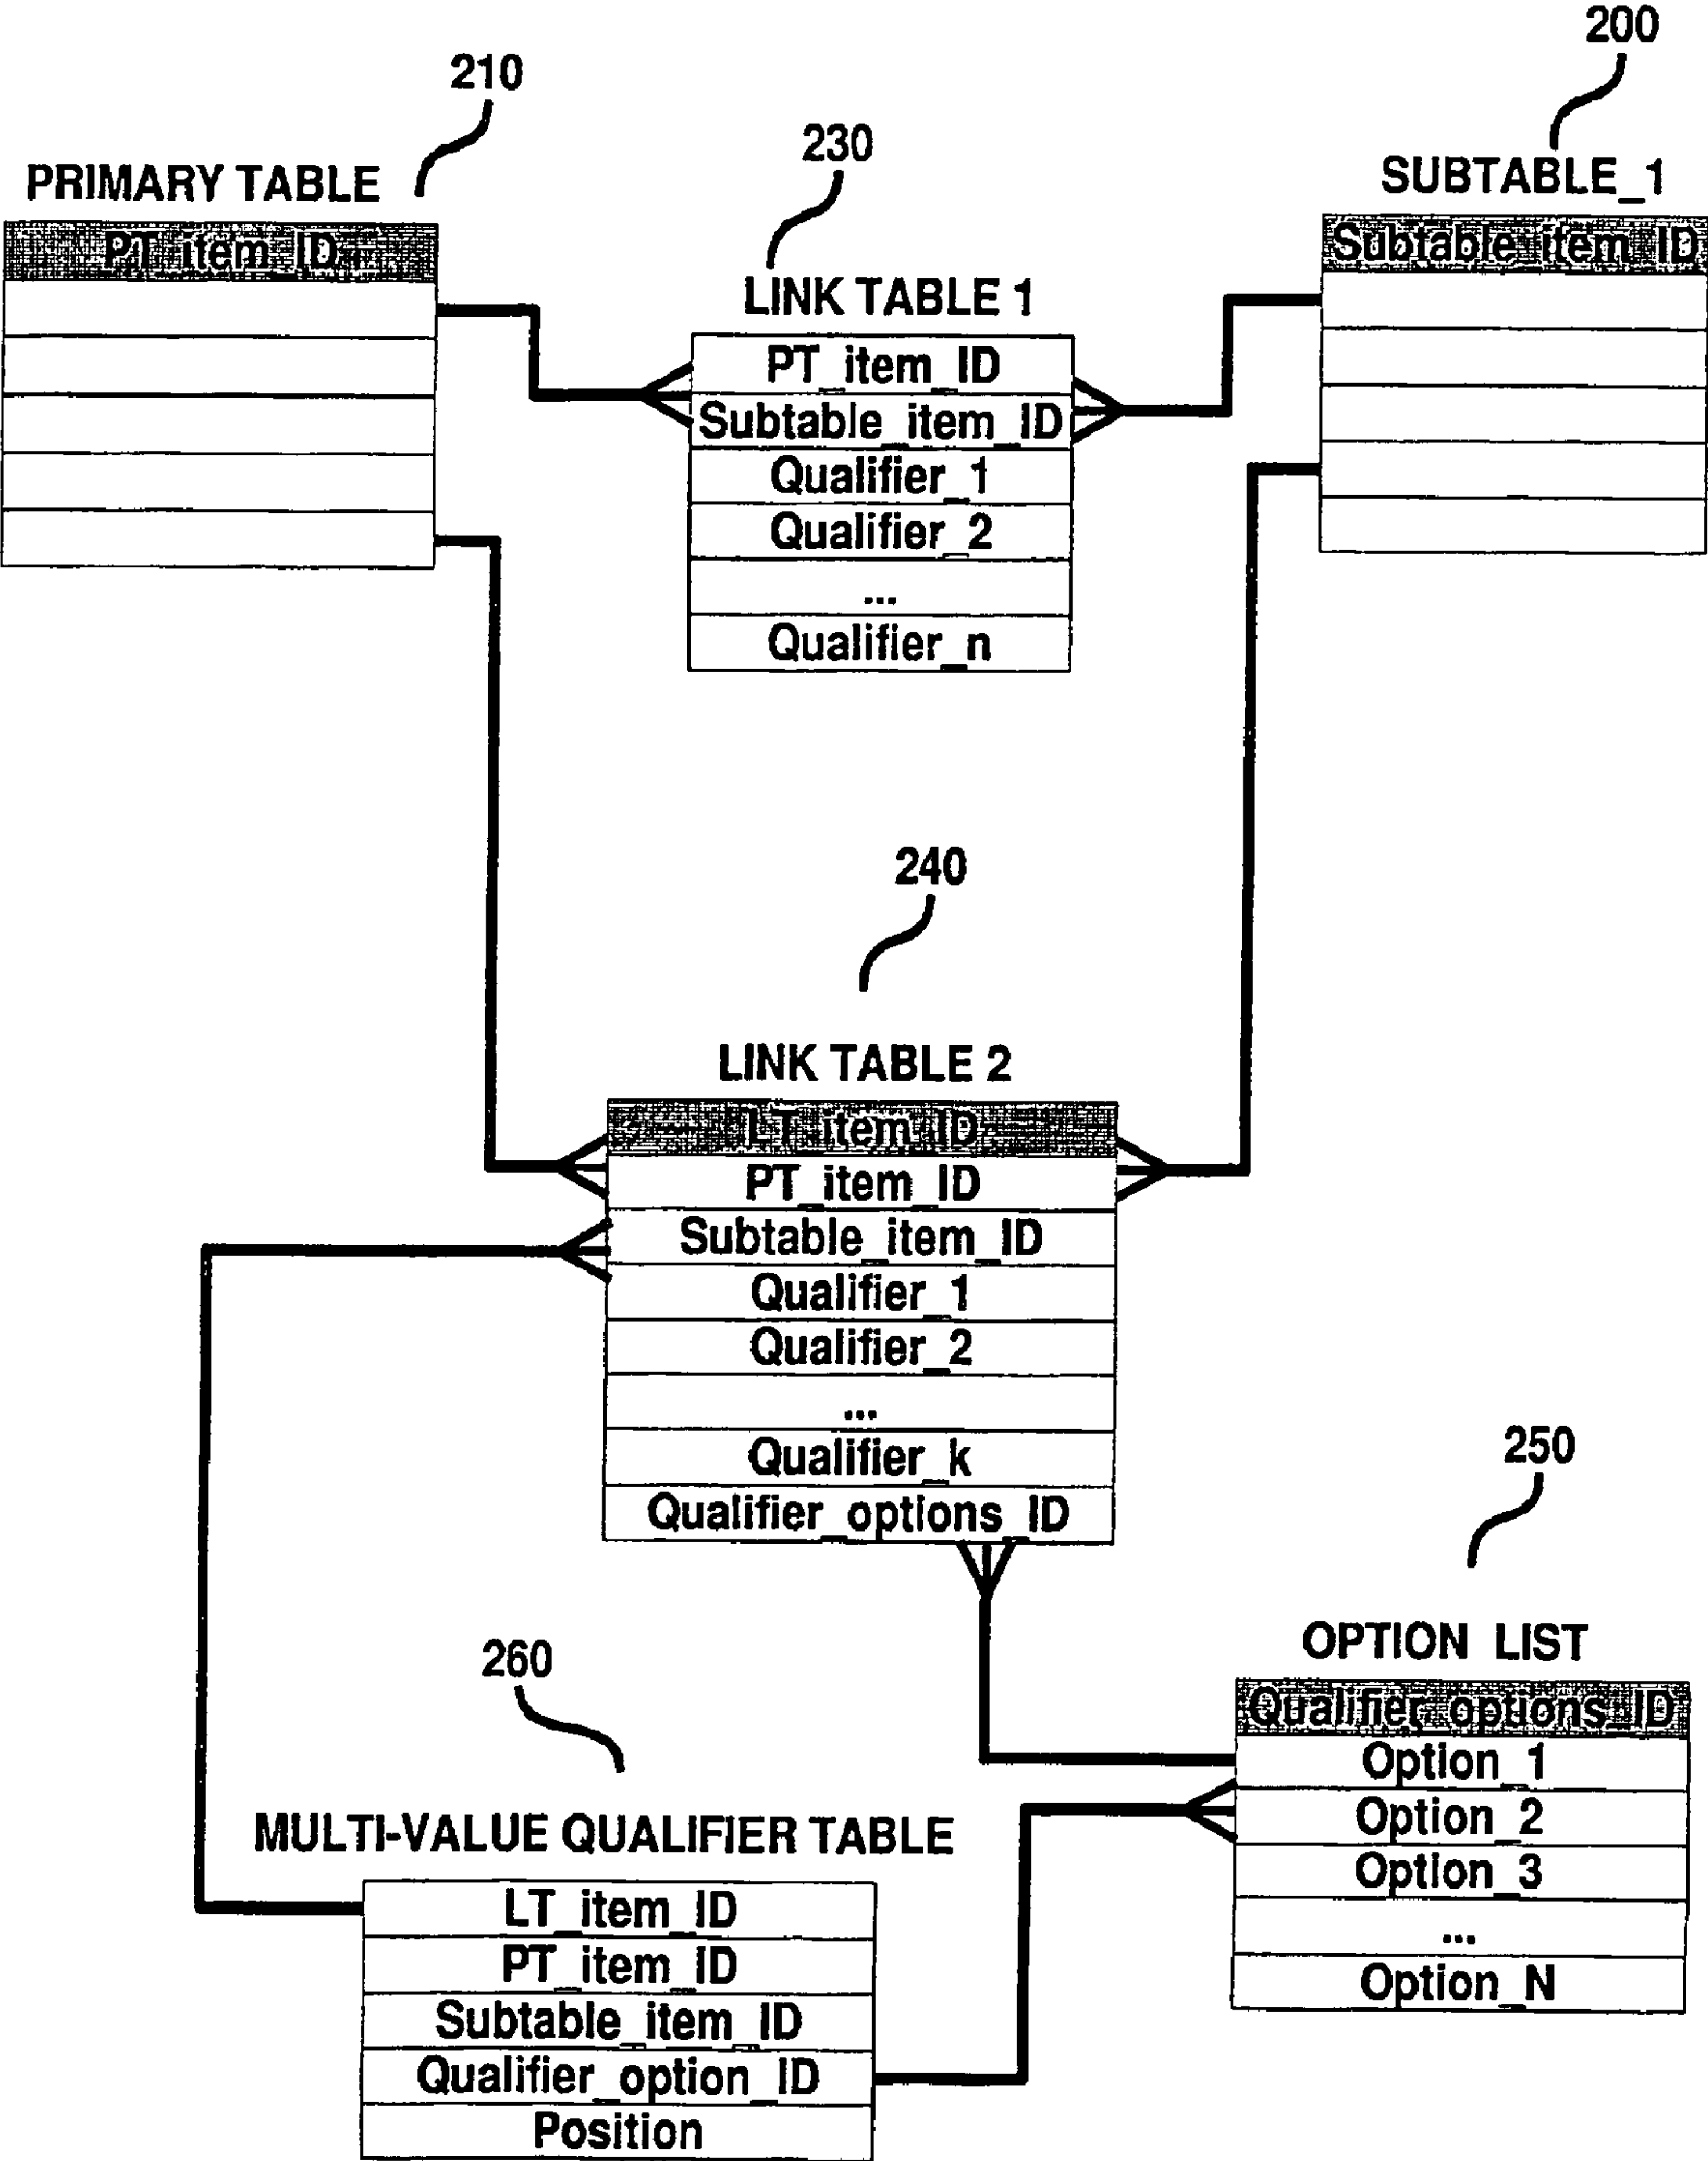 200
210
230
PRIMARY TABLE
SUBTABLE_1
PT_item_ID
Subtable_item_ID
LINK TABLE 1
PT_item_ID
Subtable_item_ID
Qualifier_1
Qualifier_2
...
Qualifier_n
240
LINK TABLE 2
LT_item_ID
PT_item_ID
Subtable_item_ID
Qualifier_1
Qualifier_2
...
Qualifier_k
Qualifier_options_ID
250
OPTION LIST
Qualifier_options_ID
Option_1
Option_2
Option_3
...
Option_N
260
MULTI-VALUE QUALIFIER TABLE
LT_item_ID
PT_item_ID
Subtable_item_ID
Qualifier_option_ID
Position